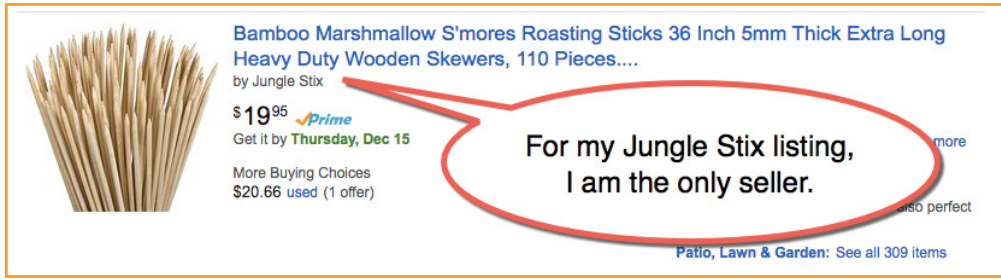 Bamboo Marshmallow S'mores Roasting Sticks 36 Inch 5mm Thick Extra Long
Heavy Duty Wooden Skewers, 110 Pieces....
by Jungle Stix
$19.95 Prime
Get it by Thursday, Dec 15
more
More Buying Choices
$20.66 used (1 offer)
For my Jungle Stix listing,
I am the only seller.
also perfect
Patio, Lawn & Garden: See all 309 items